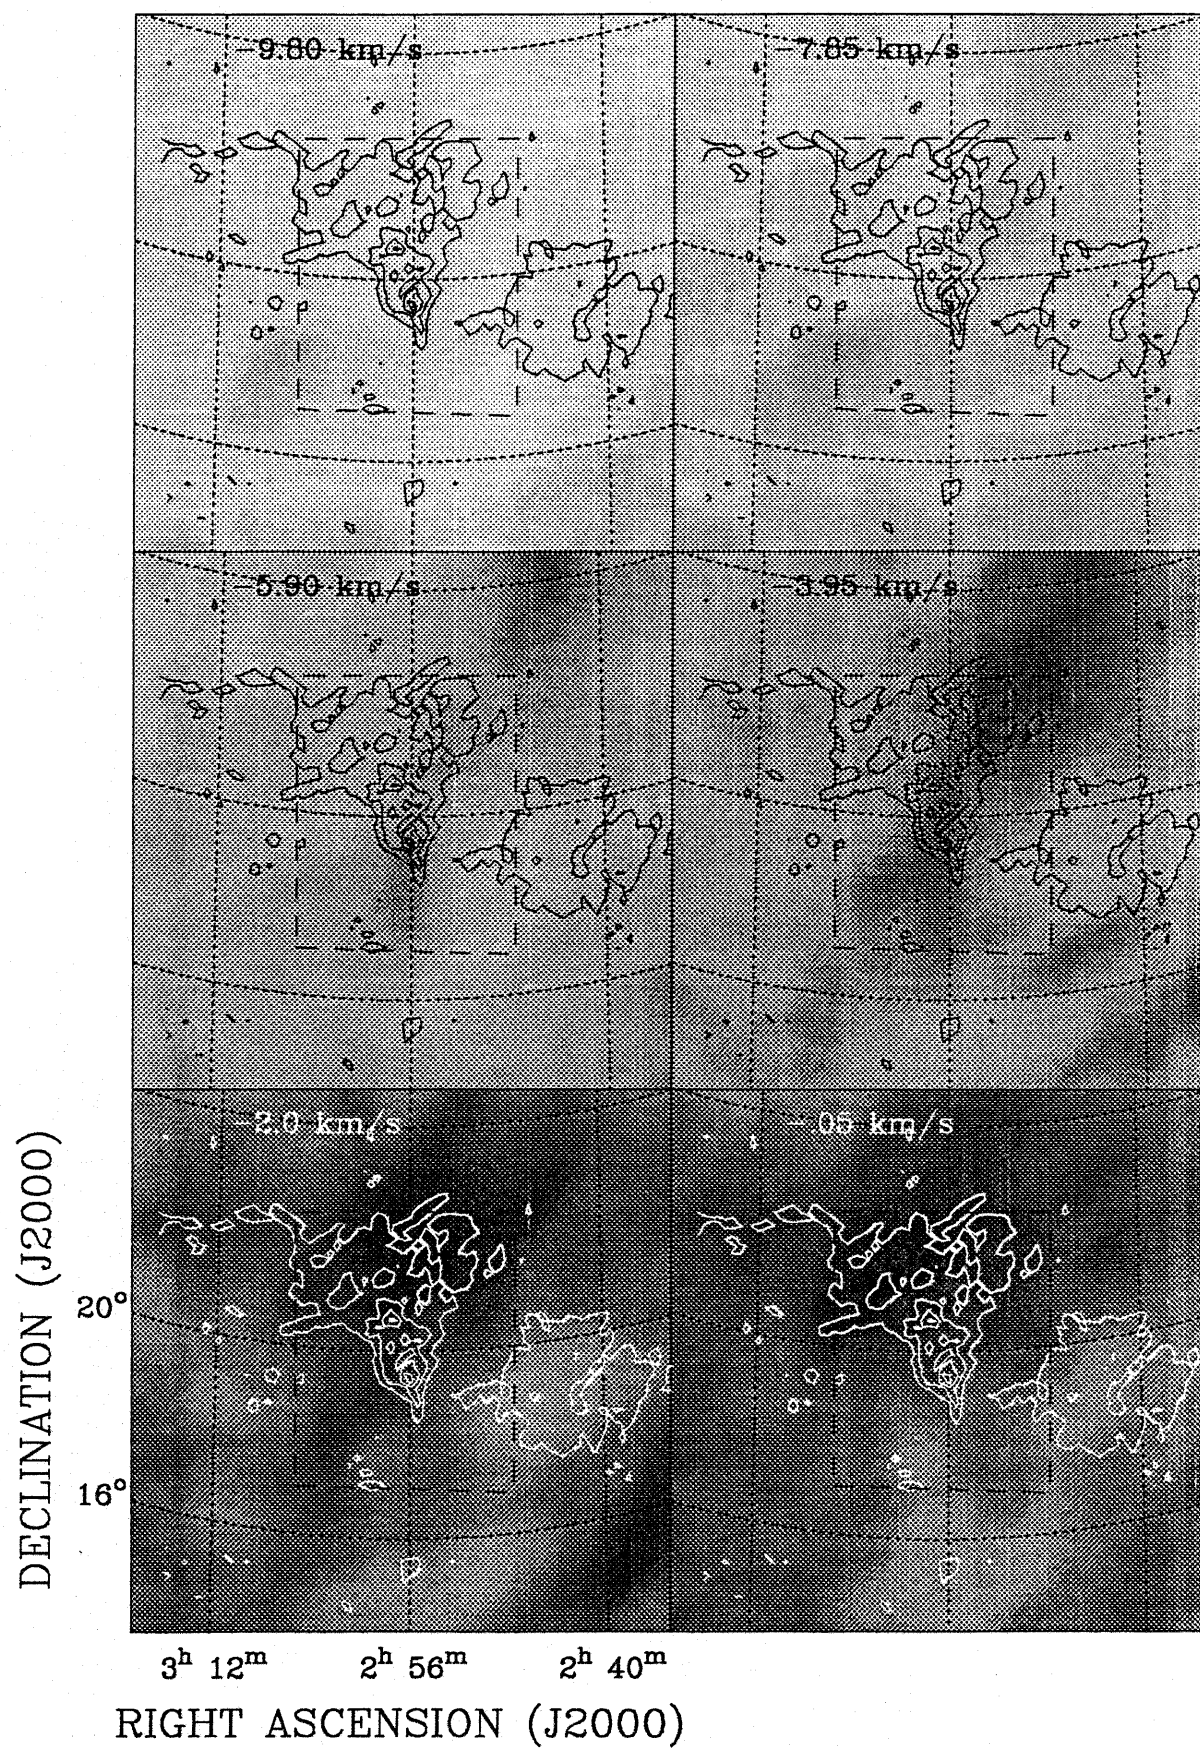 -9.80 km/s
-7.85 km/s
-5.90 km/s
-3.95 km/s
-2.0 km/s
-.05 km/s
DECLINATION (J2000)
20°
16°
3h 12m
2h 56m
2h 40m
RIGHT ASCENSION (J2000)